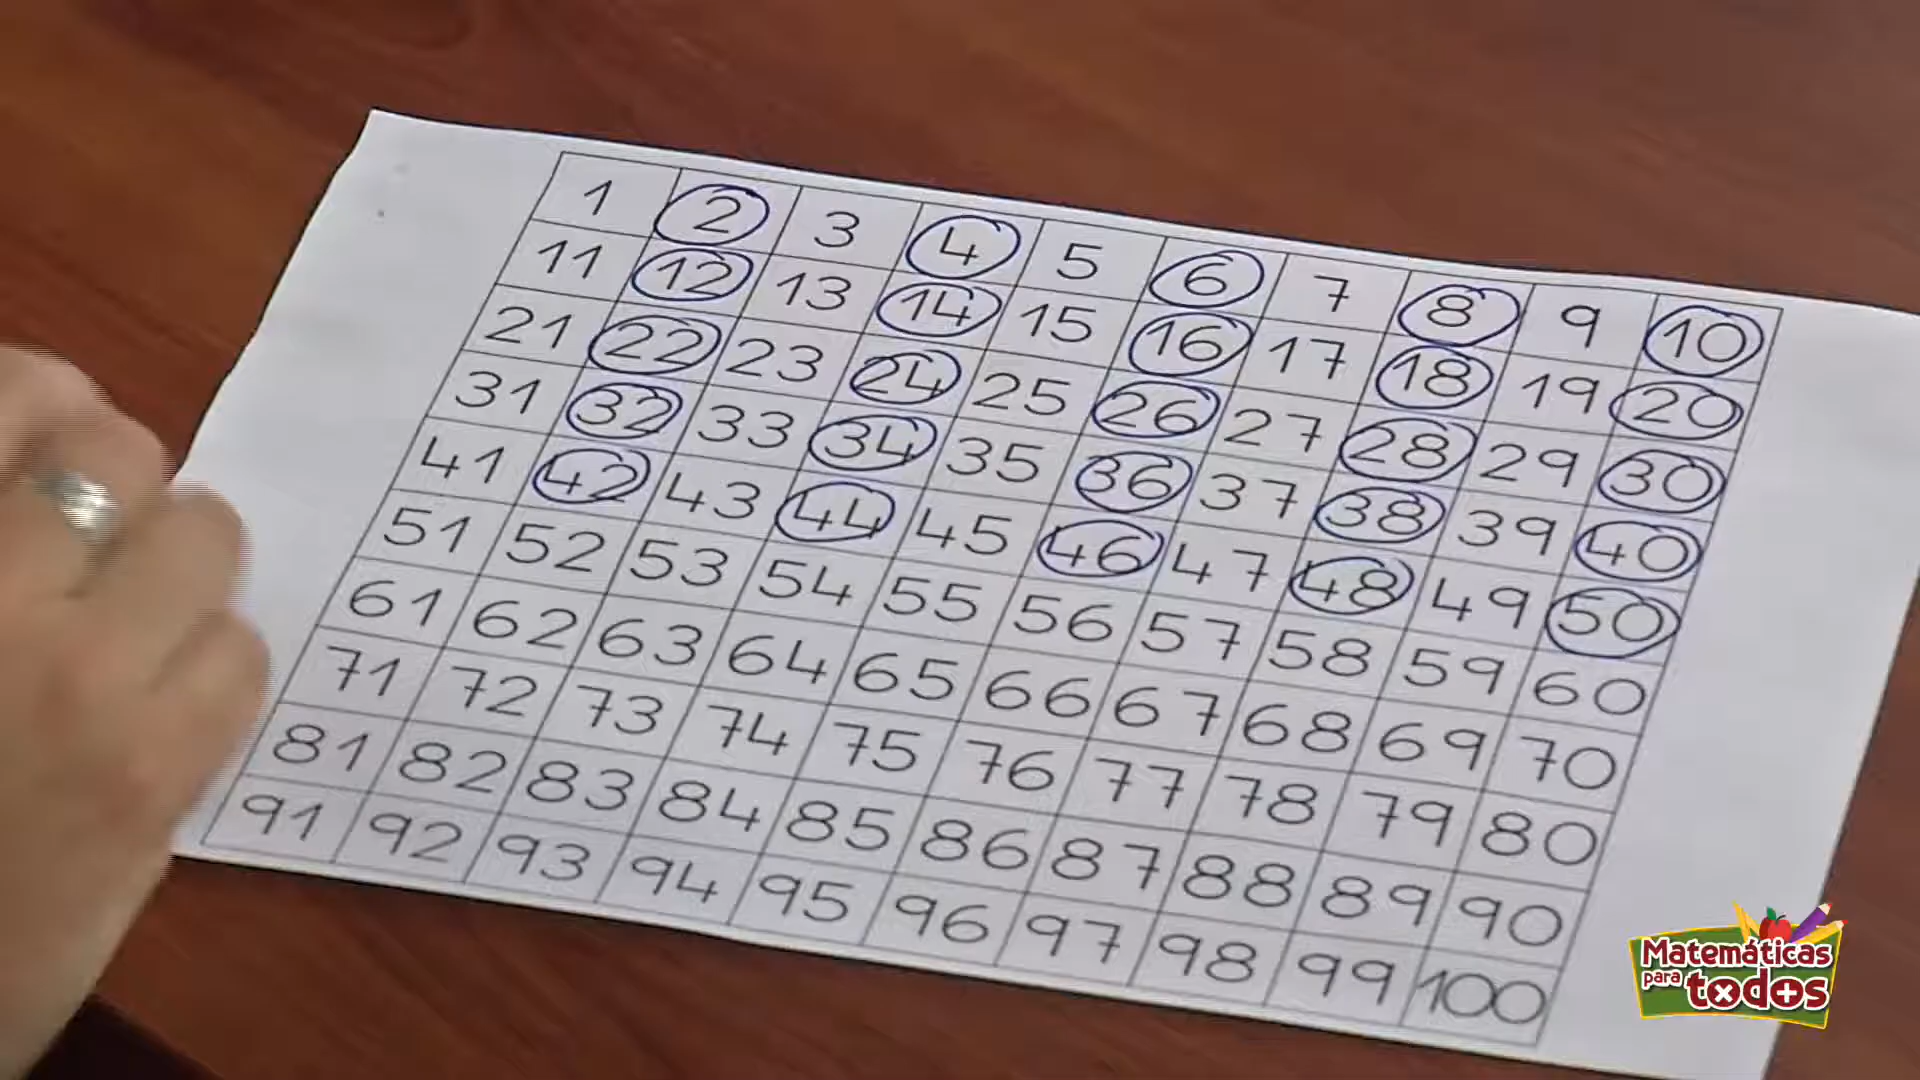 1 2 3 4 5 6 7 8 9 10
11 12 13 14 15 16 17 18 19 20
21 22 23 24 25 26 27 28 29 30
31 32 33 34 35 36 37 38 39 40
41 42 43 44 45 46 47 48 49 50
51 52 53 54 55 56 57 58 59 60
61 62 63 64 65 66 67 68 69 70
71 72 73 74 75 76 77 78 79 80
81 82 83 84 85 86 87 88 89 90
91 92 93 94 95 96 97 98 99 100
Matemáticas
para todos